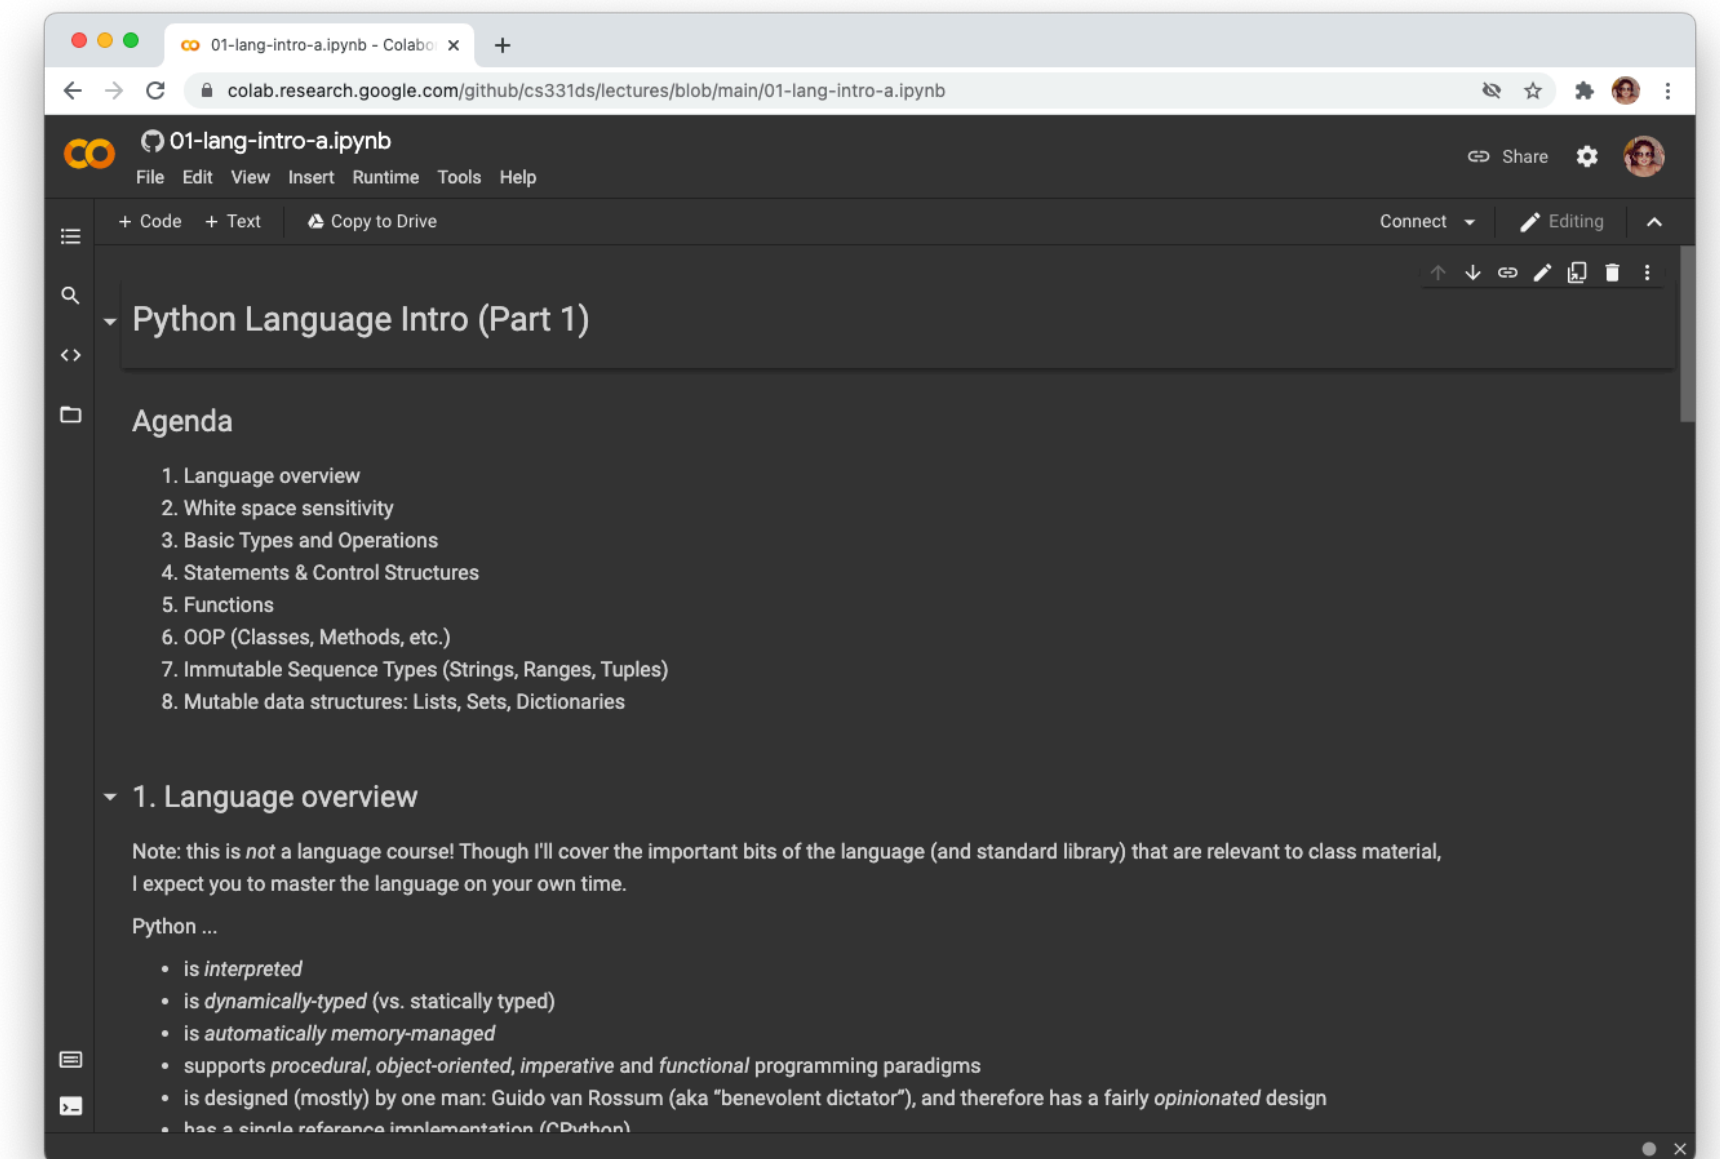 01-lang-intro-a.ipynb - Colabo
colab.research.google.com/github/cs331ds/lectures/blob/main/01-lang-intro-a.ipynb
01-lang-intro-a.ipynb
File Edit View Insert Runtime Tools Help
Share
+ Code + Text Copy to Drive
Connect Editing
Python Language Intro (Part 1)
Agenda
1. Language overview
2. White space sensitivity
3. Basic Types and Operations
4. Statements & Control Structures
5. Functions
6. OOP (Classes, Methods, etc.)
7. Immutable Sequence Types (Strings, Ranges, Tuples)
8. Mutable data structures: Lists, Sets, Dictionaries
1. Language overview
Note: this is not a language course! Though I'll cover the important bits of the language (and standard library) that are relevant to class material,
I expect you to master the language on your own time.
Python ...
• is interpreted
• is dynamically-typed (vs. statically typed)
• is automatically memory-managed
• supports procedural, object-oriented, imperative and functional programming paradigms
• is designed (mostly) by one man: Guido van Rossum (aka “benevolent dictator”), and therefore has a fairly opinionated design
• has a single reference implementation (CPython)